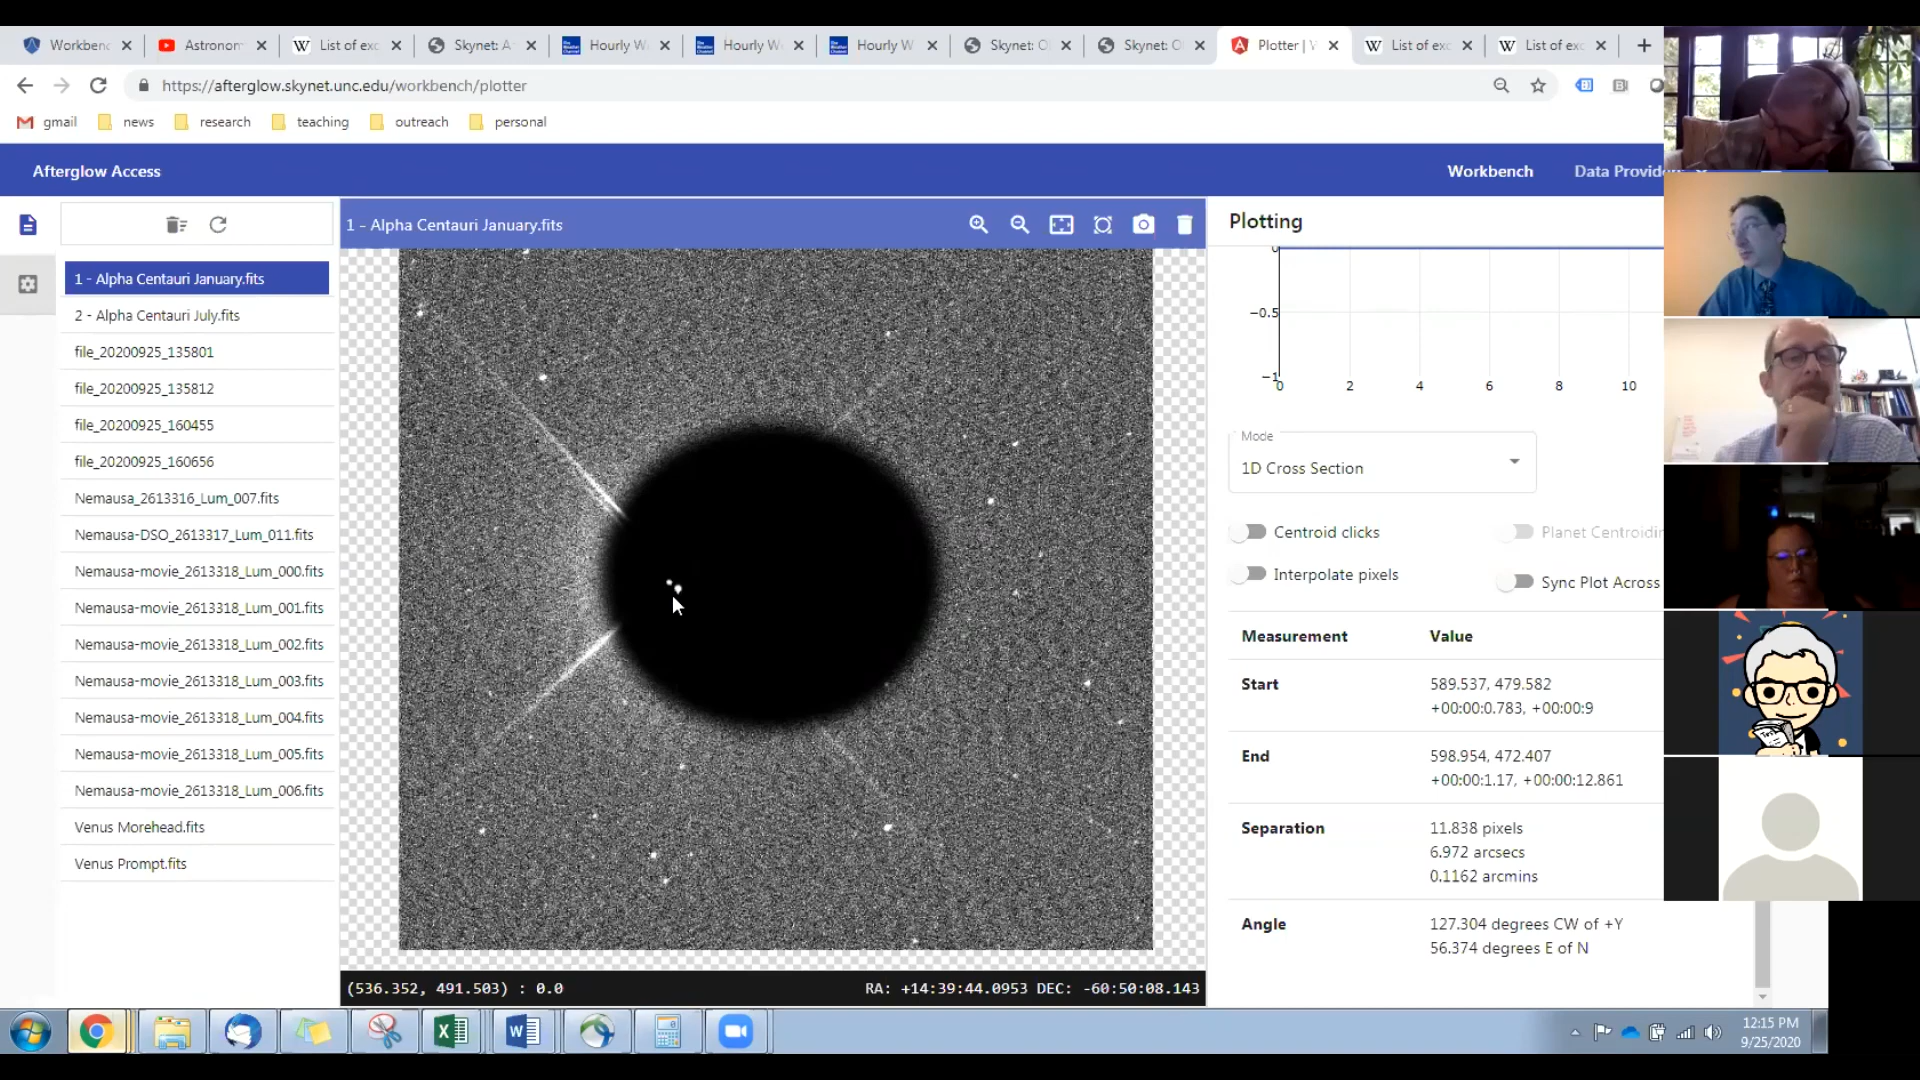 Workbenc
Astronom
List of exc
Skynet: A
Hourly W
Hourly W
Hourly W
Skynet: O
Skynet: O
Plotter | V
List of exc
List of exc
https://afterglow.skynet.unc.edu/workbench/plotter
gmail
news
research
teaching
outreach
personal
Afterglow Access
Workbench
Data Provid
1 - Alpha Centauri January.fits
2 - Alpha Centauri July.fits
file_20200925_135801
file_20200925_135812
file_20200925_160455
file_20200925_160656
Nemausa_2613316_Lum_007.fits
Nemausa-DSO_2613317_Lum_011.fits
Nemausa-movie_2613318_Lum_000.fits
Nemausa-movie_2613318_Lum_001.fits
Nemausa-movie_2613318_Lum_002.fits
Nemausa-movie_2613318_Lum_003.fits
Nemausa-movie_2613318_Lum_004.fits
Nemausa-movie_2613318_Lum_005.fits
Nemausa-movie_2613318_Lum_006.fits
Venus Morehead.fits
Venus Prompt.fits
1 - Alpha Centauri January.fits
(536.352, 491.503) : 0.0
RA: +14:39:44.0953 DEC: -60:50:08.143
Plotting
0
−0.5
−1
0 2 4 6 8 10
Mode
1D Cross Section
Centroid clicks
Planet Centroidin
Interpolate pixels
Sync Plot Across
Measurement Value
Start 589.537, 479.582
+00:00:0.783, +00:00:9
End 598.954, 472.407
+00:00:1.17, +00:00:12.861
Separation 11.838 pixels
6.972 arcsecs
0.1162 arcmins
Angle 127.304 degrees CW of +Y
56.374 degrees E of N
12:15 PM
9/25/2020